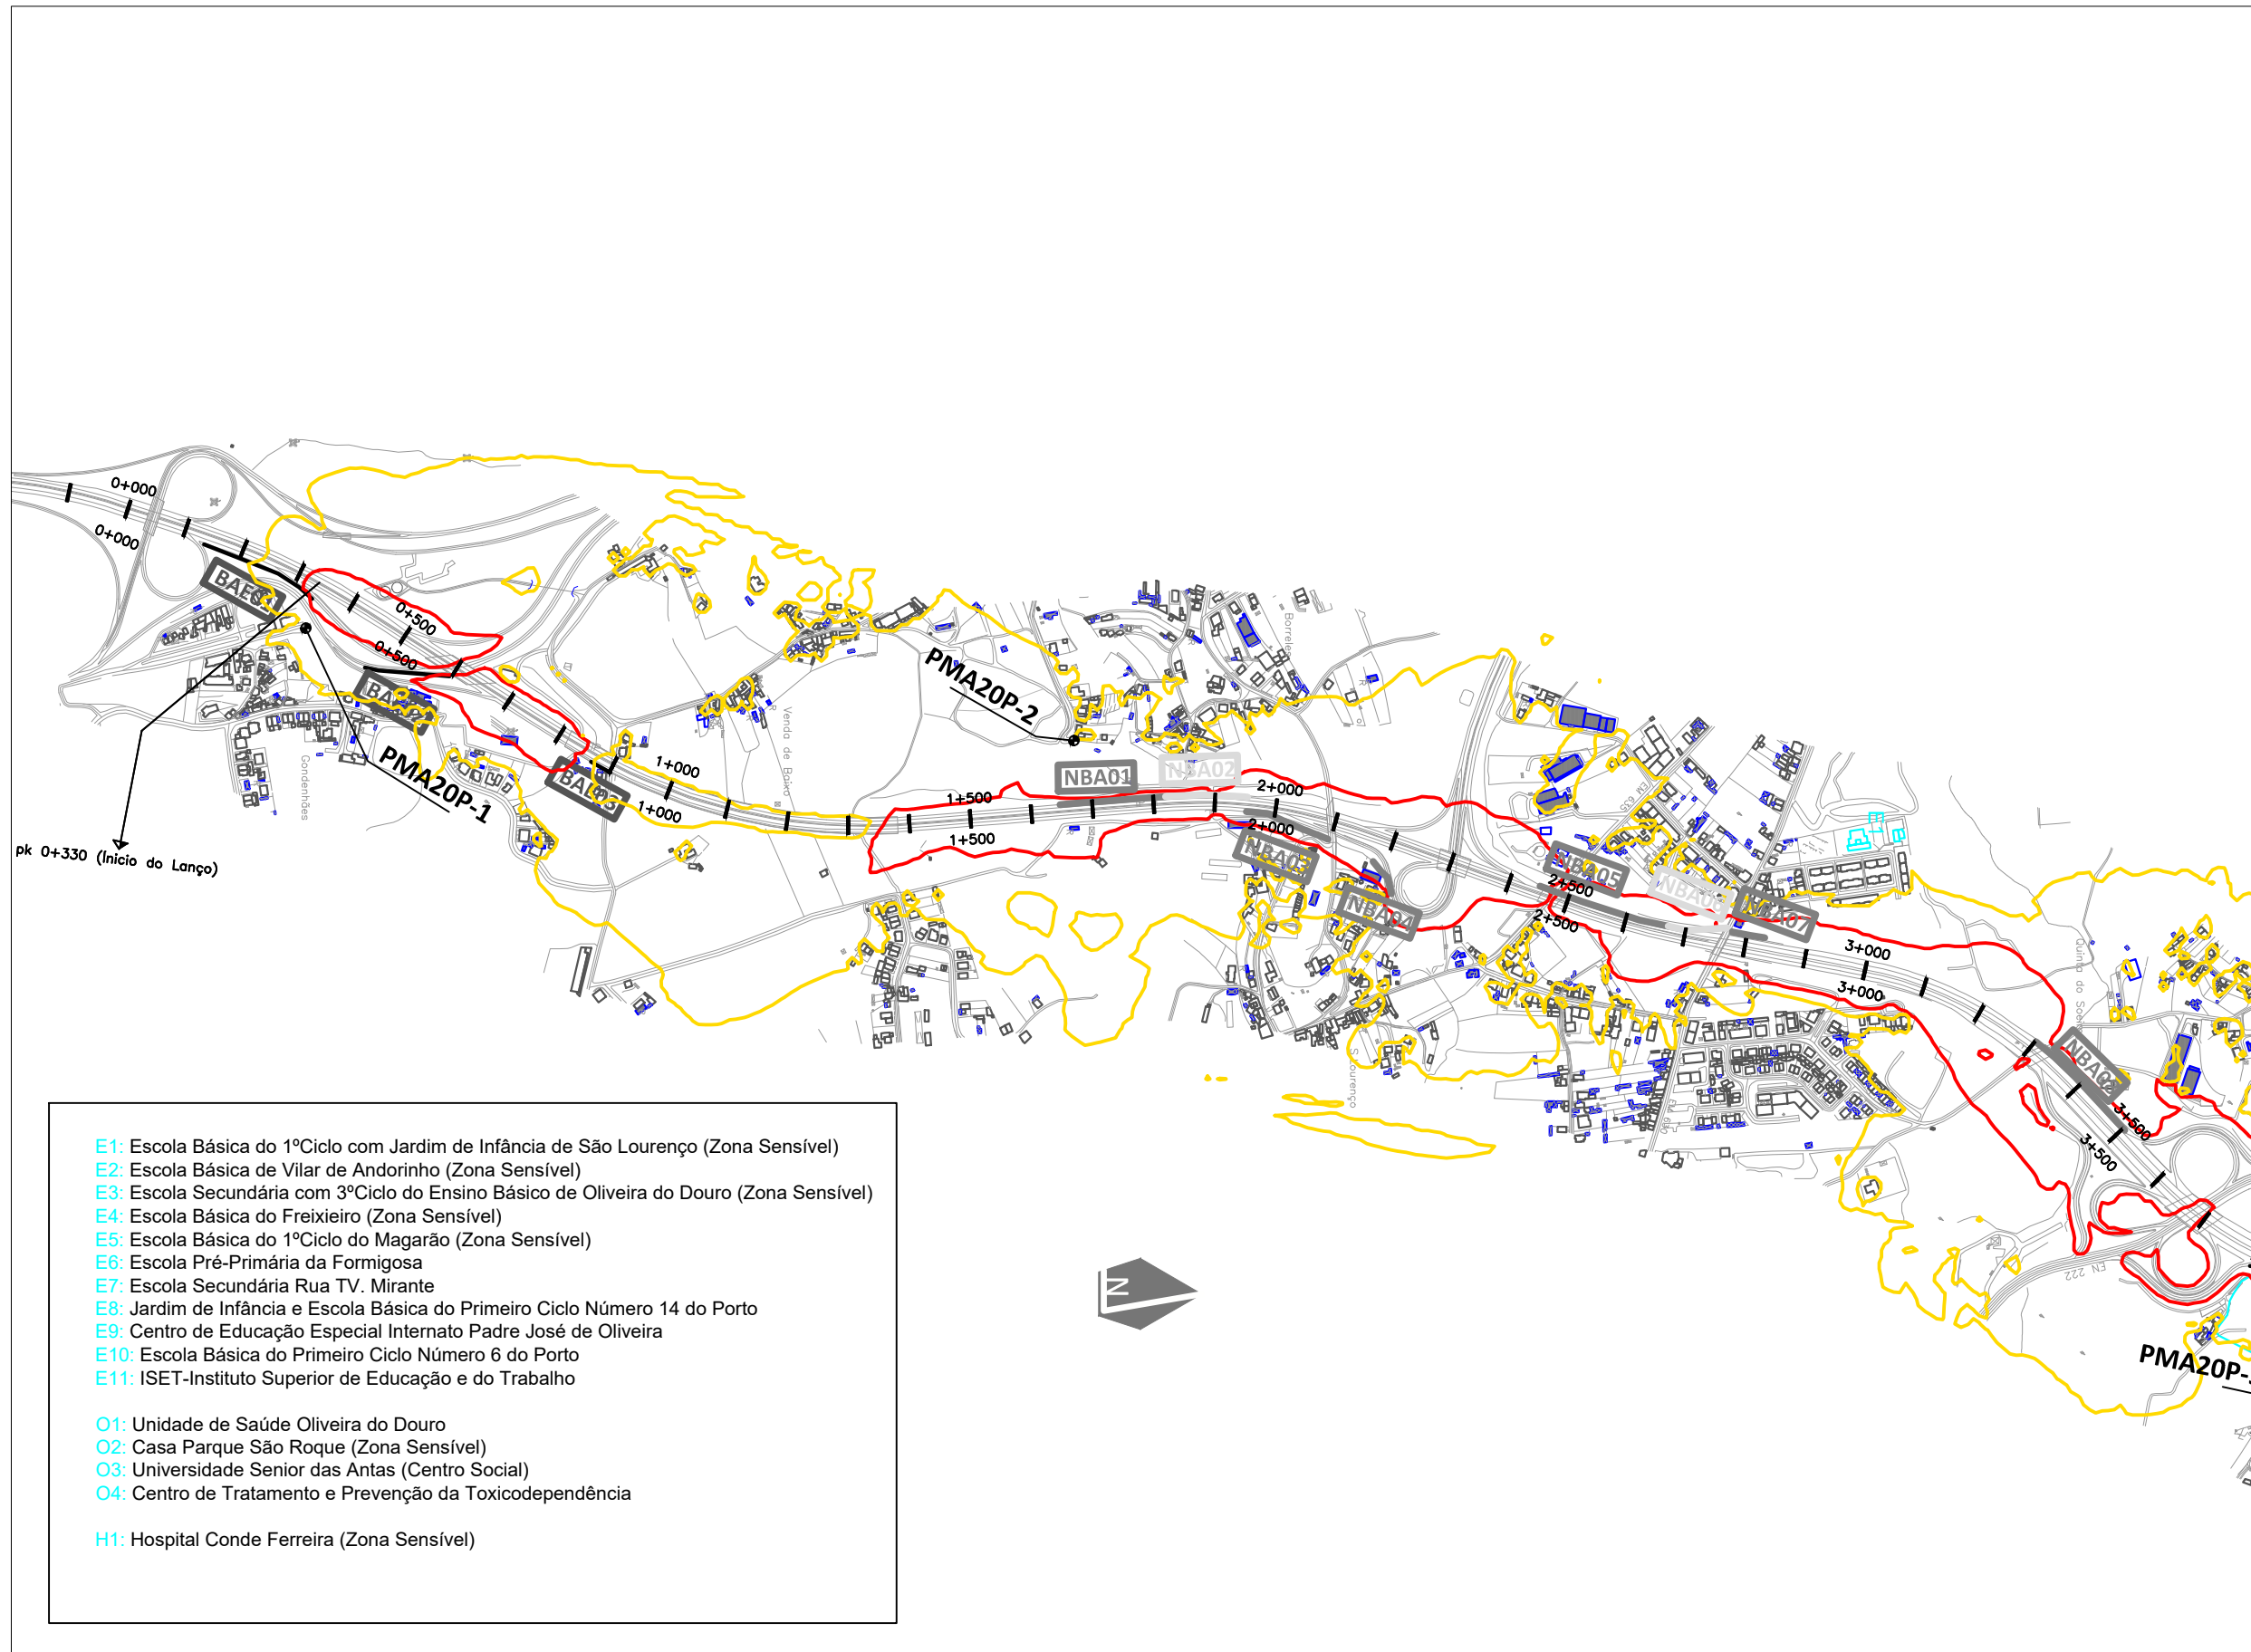 0+000
0+000
BAE01
0+500
0+500
PMA20P-1
Gondenhães
pk 0+330 (Inicio do Lanço)
BAE03
1+000
1+000
Venda de Baixo
PMA20P-2
NBA01
NBA02
1+500
1+500
Borreles
2+000
2+000
NBA03
NBA04
S. Lourenço
NBA05
2+500
2+500
EM 635
NBA06
NBA07
E1
3+000
3+000
NBA02
3+500
3+500
EN 222
PMA20P-
N
E1: Escola Básica do 1ºCiclo com Jardim de Infância de São Lourenço (Zona Sensível)
E2: Escola Básica de Vilar de Andorinho (Zona Sensível)
E3: Escola Secundária com 3ºCiclo do Ensino Básico de Oliveira do Douro (Zona Sensível)
E4: Escola Básica do Freixieiro (Zona Sensível)
E5: Escola Básica do 1ºCiclo do Magarão (Zona Sensível)
E6: Escola Pré-Primária da Formigosa
E7: Escola Secundária Rua TV. Mirante
E8: Jardim de Infância e Escola Básica do Primeiro Ciclo Número 14 do Porto
E9: Centro de Educação Especial Internato Padre José de Oliveira
E10: Escola Básica do Primeiro Ciclo Número 6 do Porto
E11: ISET-Instituto Superior de Educação e do Trabalho
O1: Unidade de Saúde Oliveira do Douro
O2: Casa Parque São Roque (Zona Sensível)
O3: Universidade Senior das Antas (Centro Social)
O4: Centro de Tratamento e Prevenção da Toxicodependência
H1: Hospital Conde Ferreira (Zona Sensível)